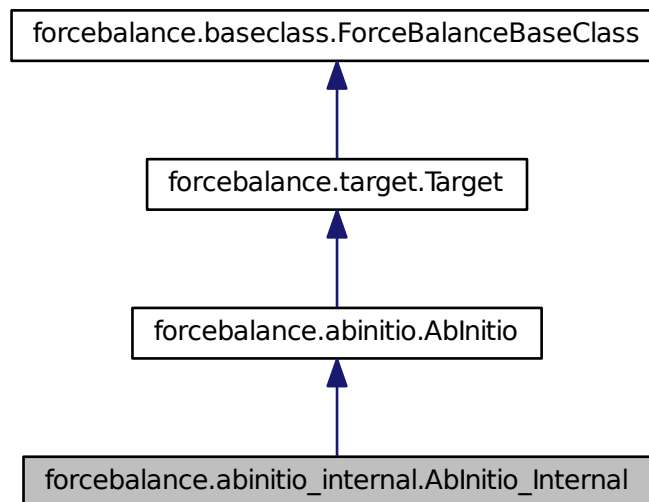 forcebalance.baseclass.ForceBalanceBaseClass
forcebalance.target.Target
forcebalance.abinitio.AbInitio
forcebalance.abinitio_internal.AbInitio_Internal